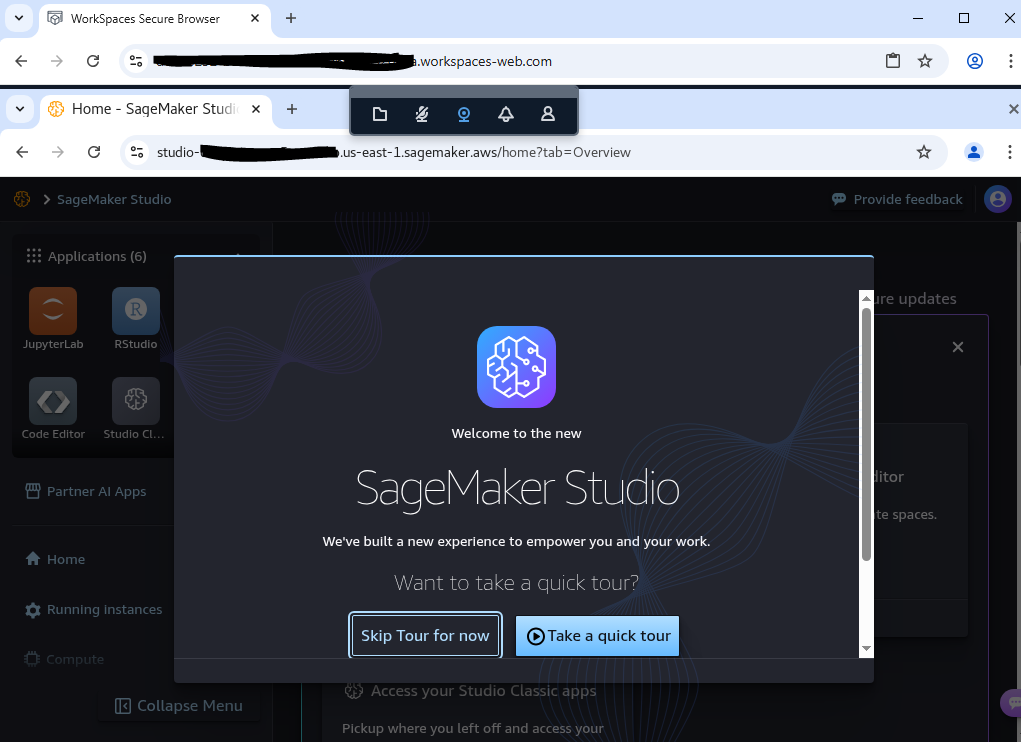 WorkSpaces Secure Browser
a.workspaces-web.com
Home - SageMaker Studi
studio-
.us-east-1.sagemaker.aws/home?tab=Overview
SageMaker Studio
Provide feedback
Applications (6)
ure updates
JupyterLab
RStudio
Code Editor
Studio Cl...
Welcome to the new
SageMaker Studio
We've built a new experience to empower you and your work.
Want to take a quick tour?
Skip Tour for now
Take a quick tour
ditor
te spaces.
Partner AI Apps
Home
Running instances
Compute
Collapse Menu
Access your Studio Classic apps
Pickup where you left off and access your